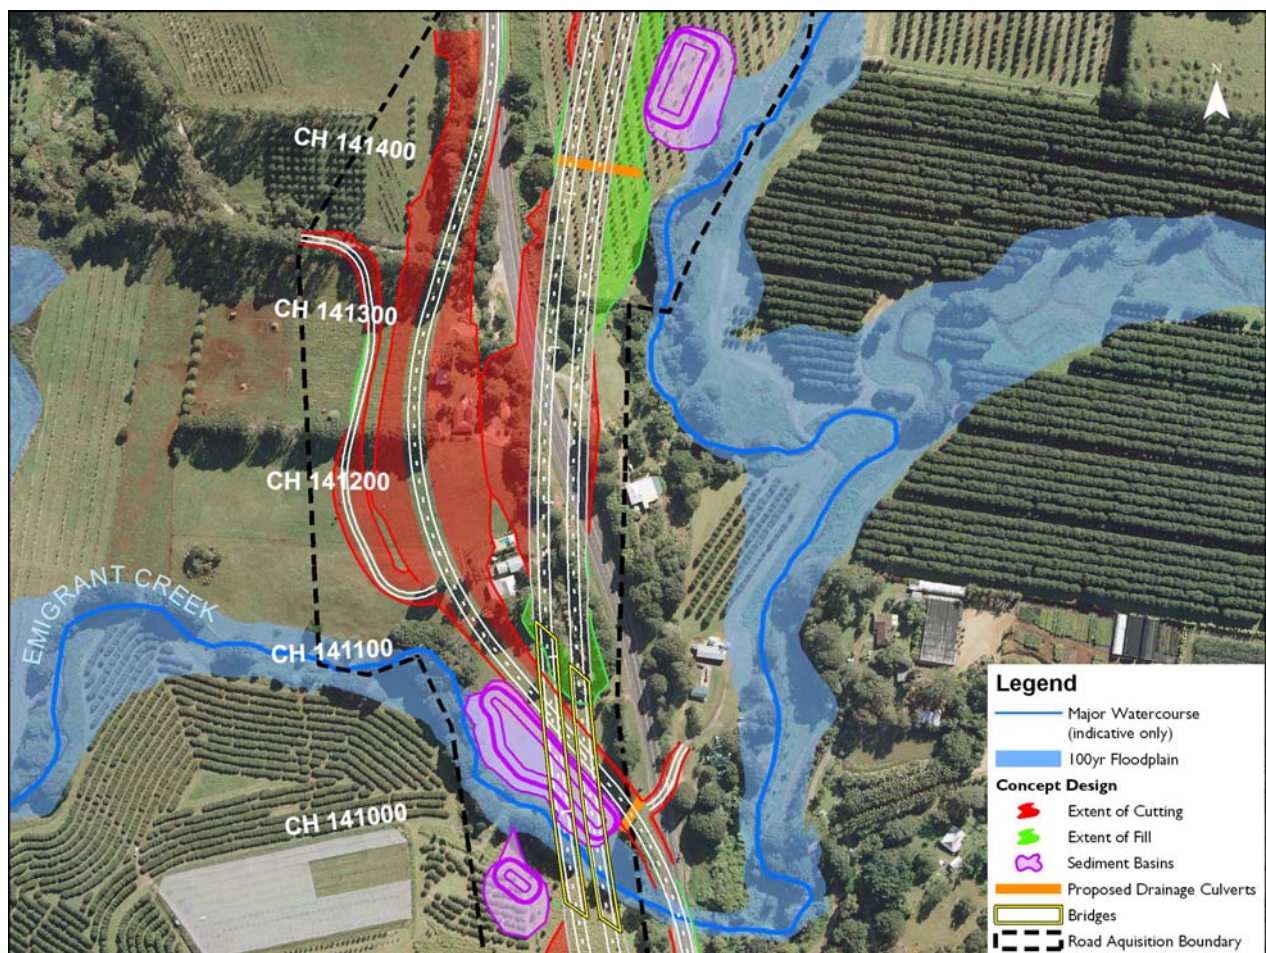 N
CH 141400
CH 141300
CH 141200
EMIGRANT CREEK
CH 141100
CH 141000
Legend
Major Watercourse
(indicative only)
100yr Floodplain
Concept Design
Extent of Cutting
Extent of Fill
Sediment Basins
Proposed Drainage Culverts
Bridges
Road Aquisition Boundary